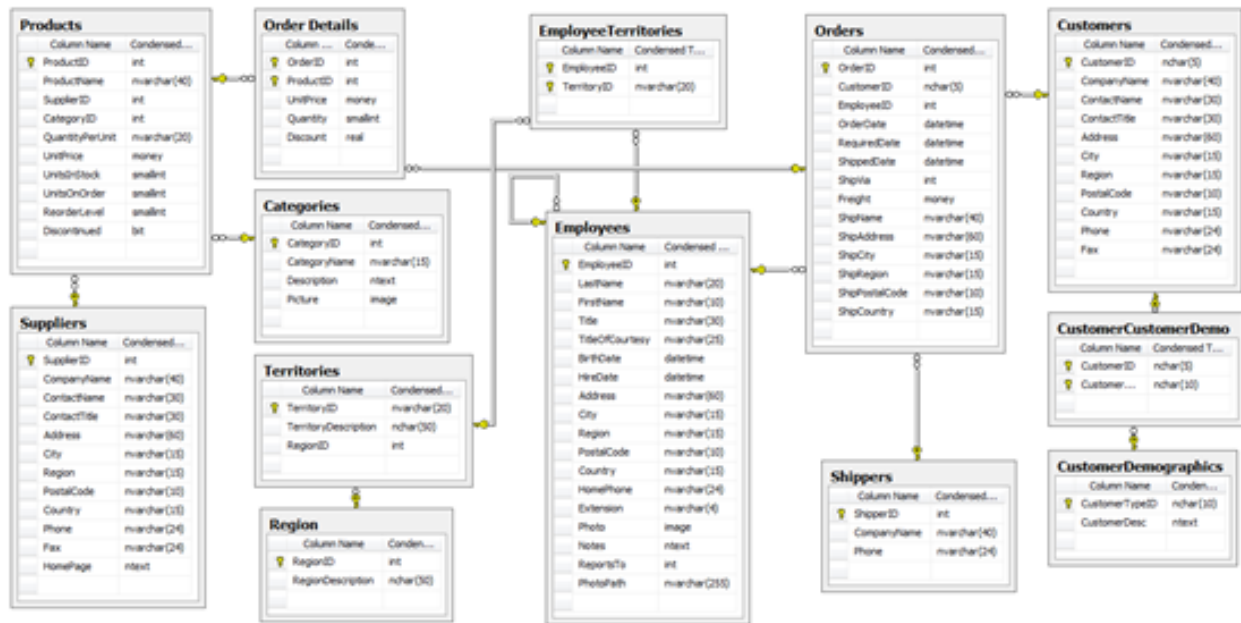 Products
Column Name Condensed...
ProductID int
ProductName nvarchar(40)
SupplierID int
CategoryID int
QuantityPerUnit nvarchar(20)
UnitPrice money
UnitsInStock smallint
UnitsOnOrder smallint
ReorderLevel smallint
Discontinued bit
Order Details
Column ... Conde...
OrderID int
ProductID int
UnitPrice money
Quantity smallint
Discount real
EmployeeTerritories
Column Name Condensed T...
EmployeeID int
TerritoryID nvarchar(20)
Orders
Column Name Condensed...
OrderID int
CustomerID nchar(5)
EmployeeID int
OrderDate datetime
RequiredDate datetime
ShippedDate datetime
ShipVia int
Freight money
ShipName nvarchar(40)
ShipAddress nvarchar(60)
ShipCity nvarchar(15)
ShipRegion nvarchar(15)
ShipPostalCode nvarchar(10)
ShipCountry nvarchar(15)
Customers
Column Name Condensed...
CustomerID nchar(5)
CompanyName nvarchar(40)
ContactName nvarchar(30)
ContactTitle nvarchar(30)
Address nvarchar(60)
City nvarchar(15)
Region nvarchar(15)
PostalCode nvarchar(10)
Country nvarchar(15)
Phone nvarchar(24)
Fax nvarchar(24)
Categories
Column Name Condensed...
CategoryID int
CategoryName nvarchar(15)
Description ntext
Picture image
Employees
Column Name Condensed ...
EmployeeID int
LastName nvarchar(20)
FirstName nvarchar(10)
Title nvarchar(30)
TitleOfCourtesy nvarchar(25)
BirthDate datetime
HireDate datetime
Address nvarchar(60)
City nvarchar(15)
Region nvarchar(15)
PostalCode nvarchar(10)
Country nvarchar(15)
HomePhone nvarchar(24)
Extension nvarchar(4)
Photo image
Notes ntext
ReportsTo int
PhotoPath nvarchar(255)
Suppliers
Column Name Condensed...
SupplierID int
CompanyName nvarchar(40)
ContactName nvarchar(30)
ContactTitle nvarchar(30)
Address nvarchar(60)
City nvarchar(15)
Region nvarchar(15)
PostalCode nvarchar(10)
Country nvarchar(15)
Phone nvarchar(24)
Fax nvarchar(24)
HomePage ntext
Territories
Column Name Condensed...
TerritoryID nvarchar(20)
TerritoryDescription nchar(50)
RegionID int
Region
Column Name Conden...
RegionID int
RegionDescription nchar(50)
CustomerCustomerDemo
Column Name Condensed T...
CustomerID nchar(5)
Customer... nchar(10)
Shippers
Column Name Condensed...
ShipperID int
CompanyName nvarchar(40)
Phone nvarchar(24)
CustomerDemographics
Column Name Conden...
CustomerTypeID nchar(10)
CustomerDesc ntext